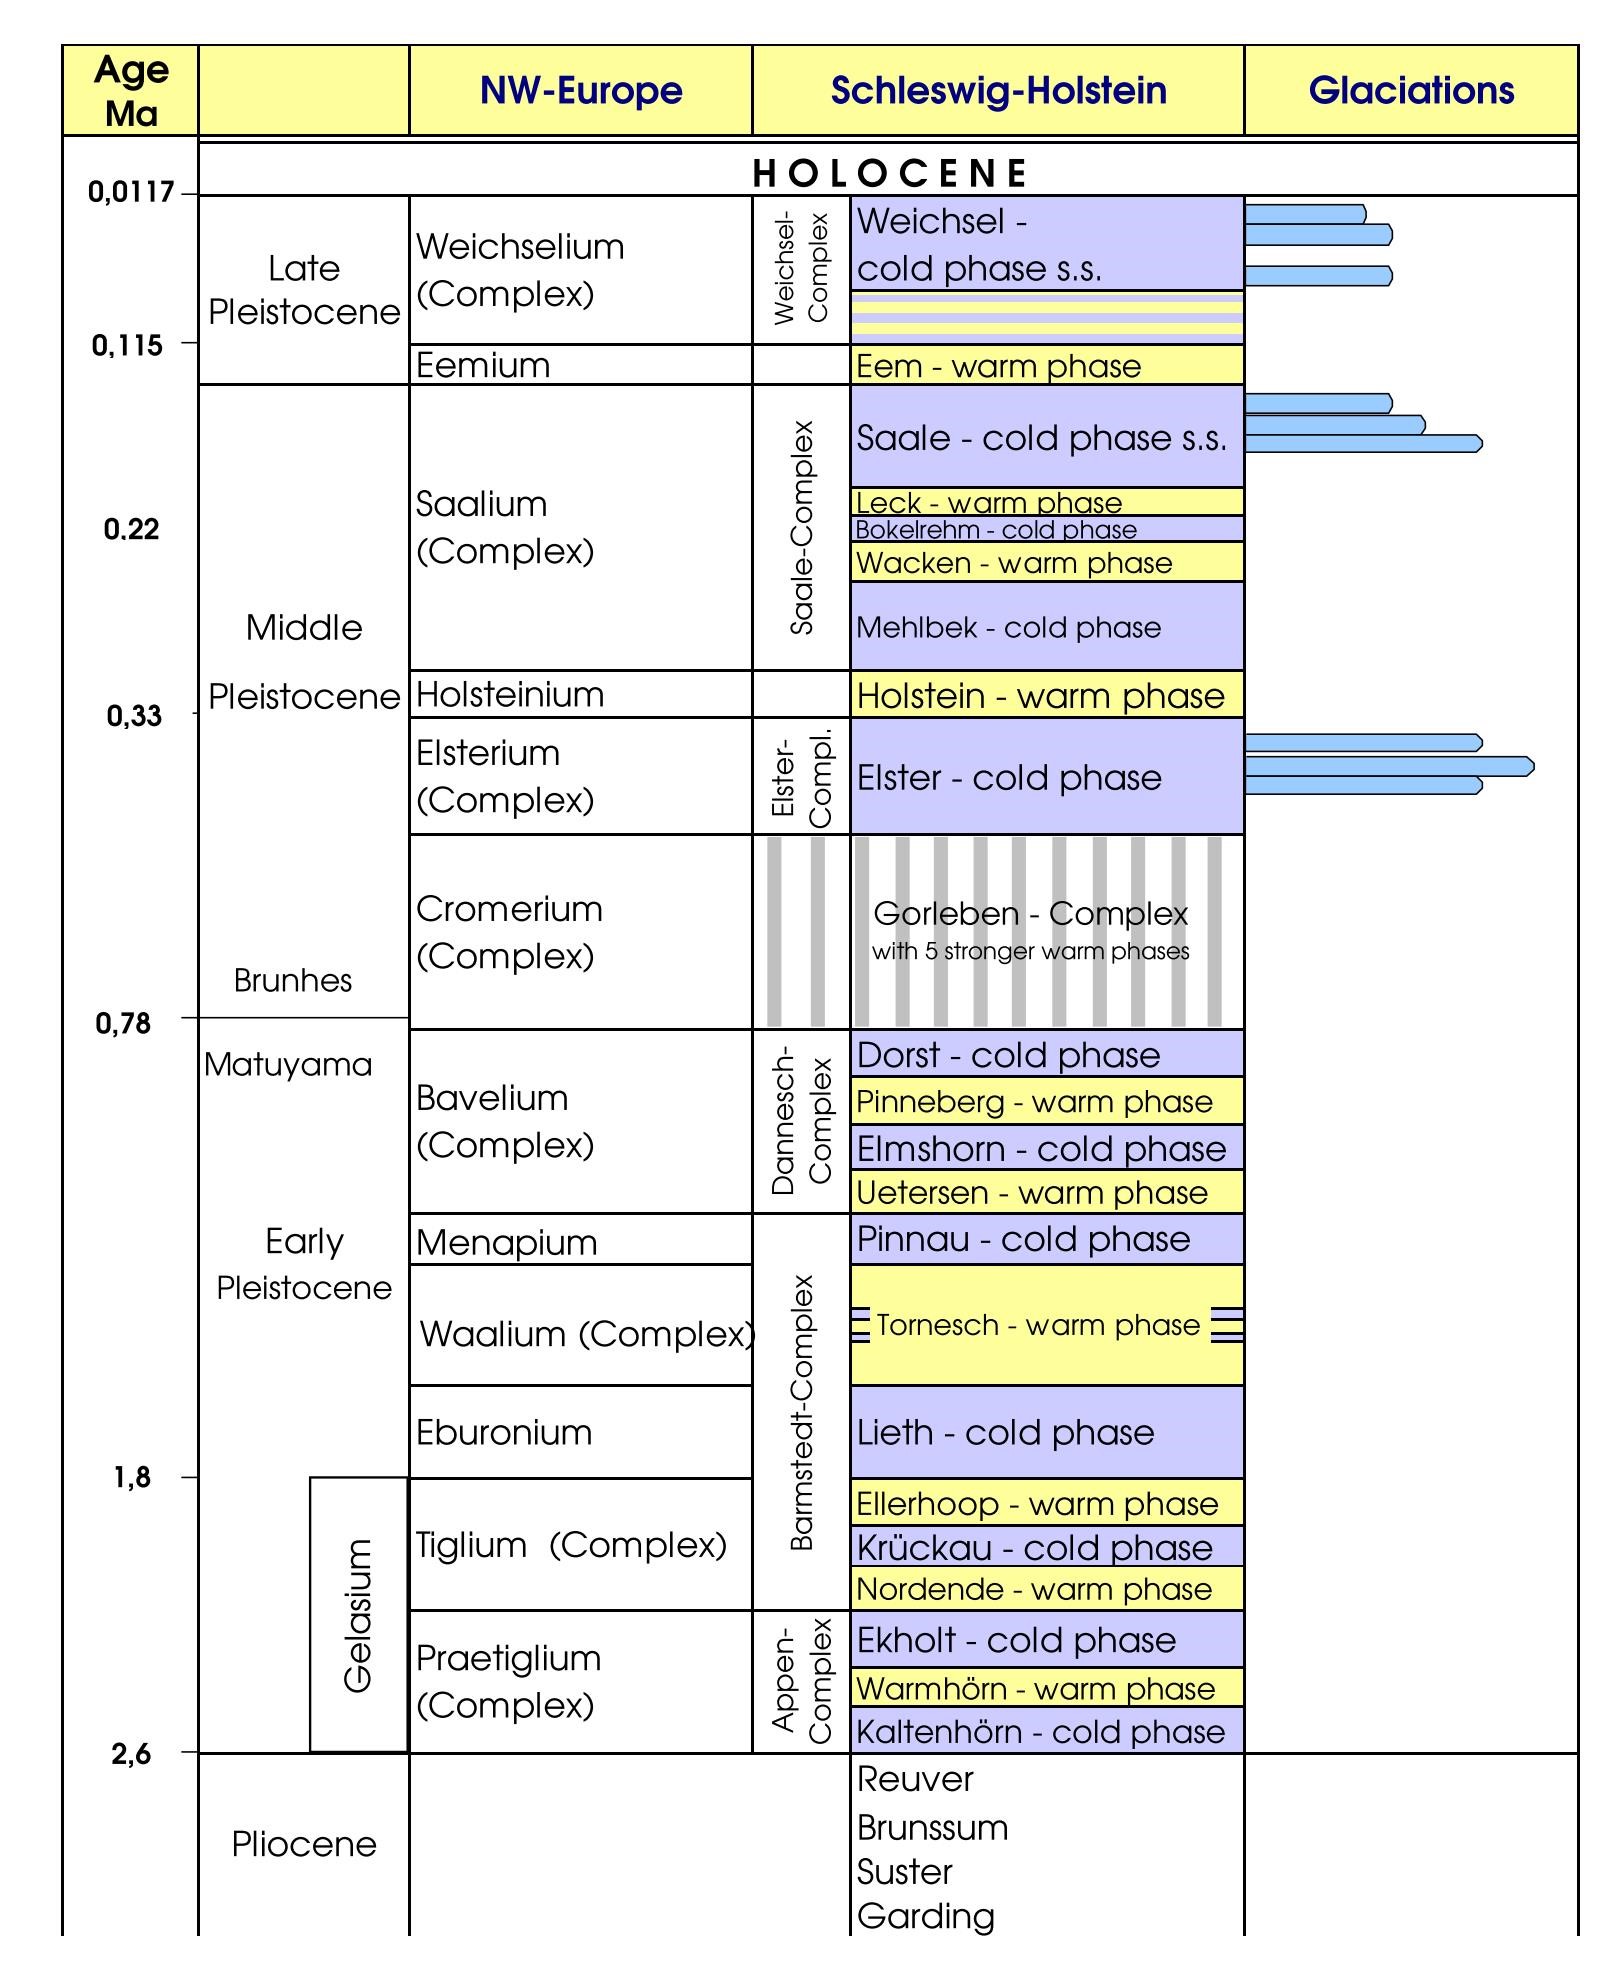 Age
Ma
NW-Europe
Schleswig-Holstein
Glaciations
HOLOCENE
0,0117
Late
Pleistocene
Weichselium
(Complex)
Weichsel-
Complex
Weichsel -
cold phase s.s.
0,115
Eemium
Eem - warm phase
Saalium
(Complex)
Saale-Complex
Saale - cold phase s.s.
Leck - warm phase
0.22
Bokelrehm - cold phase
Wacken - warm phase
Middle
Pleistocene
Mehlbek - cold phase
Holsteinium
Holstein - warm phase
0,33
Elsterium
(Complex)
Elster-
Compl.
Elster - cold phase
Cromerium
(Complex)
Gorleben - Complex
with 5 stronger warm phases
Brunhes
0,78
Matuyama
Bavelium
(Complex)
Dannesch-
Complex
Dorst - cold phase
Pinneberg - warm phase
Elmshorn - cold phase
Uetersen - warm phase
Early
Pleistocene
Menapium
Barmstedt-Complex
Pinnau - cold phase
Waalium (Complex)
Tornesch - warm phase
Eburonium
Lieth - cold phase
1,8
Gelasium
Tiglium (Complex)
Ellerhoop - warm phase
Krückau - cold phase
Nordende - warm phase
Praetiglium
(Complex)
Appen-
Complex
Ekholt - cold phase
Warmhörn - warm phase
Kaltenhörn - cold phase
2,6
Pliocene
Reuver
Brunssum
Suster
Garding